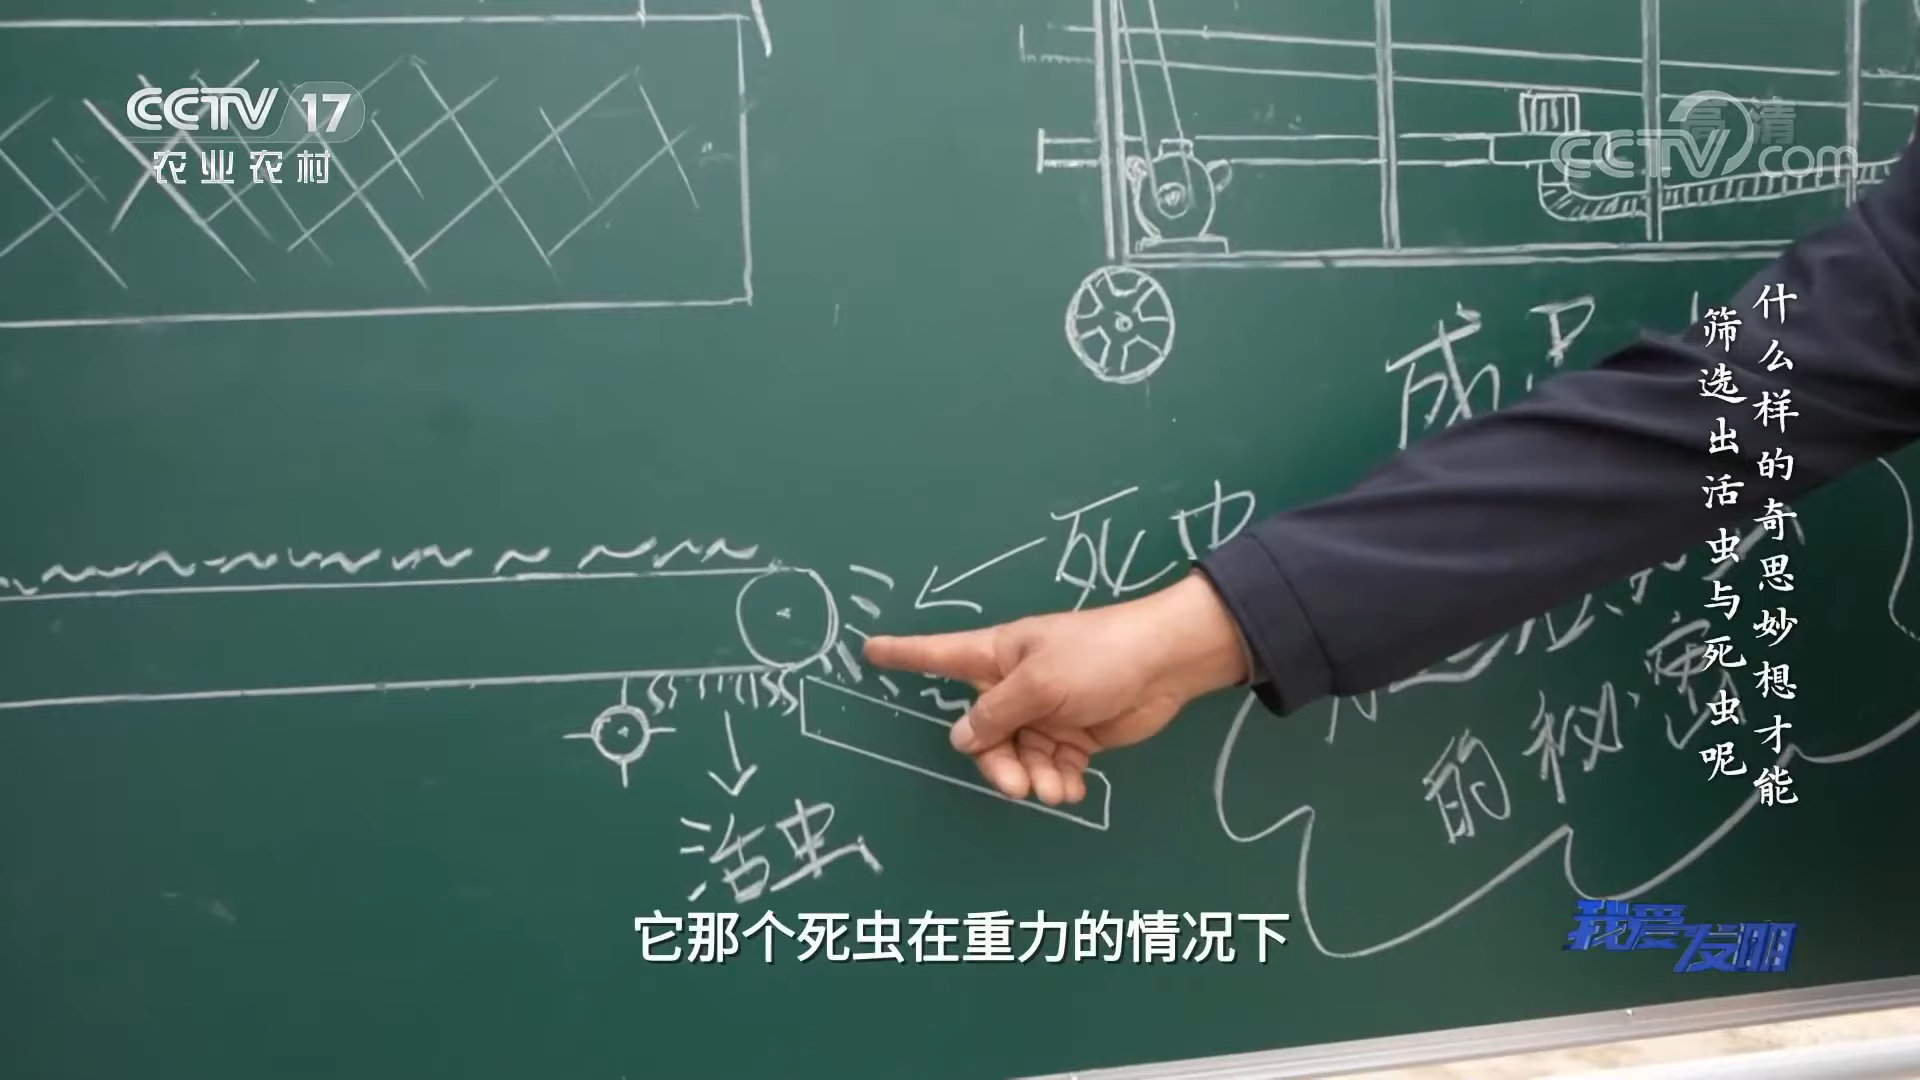 CCTV 17
农业农村
高清
CCTV.com
什么样的奇思妙想才能
筛选出活虫与死虫呢
死虫
活虫
的秘密
它那个死虫在重力的情况下
我爱发明